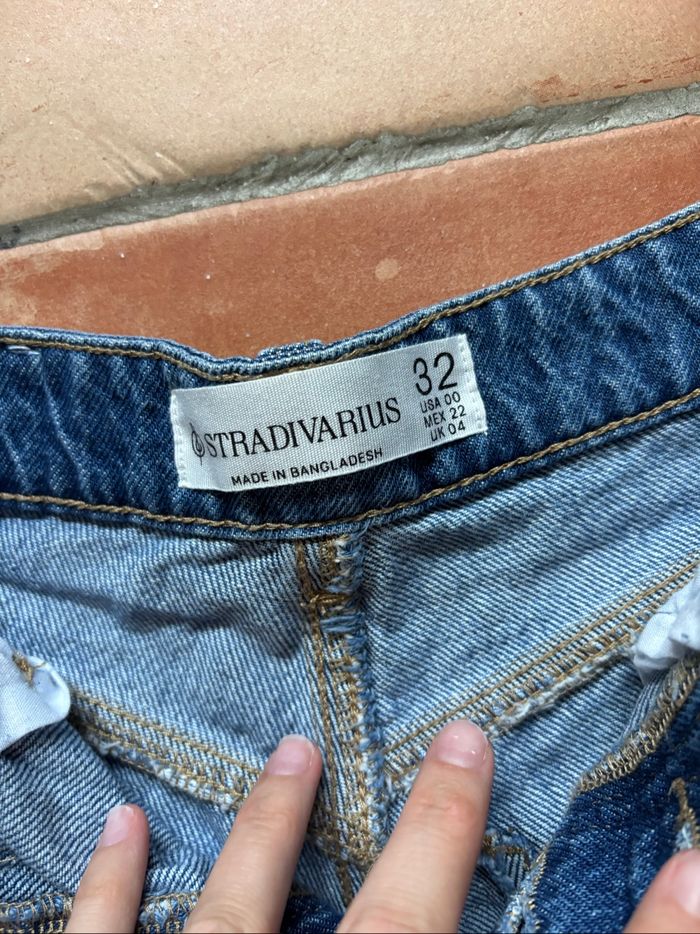 STRADIVARIUS
MADE IN BANGLADESH
32
USA 00
MEX 22
UK 04